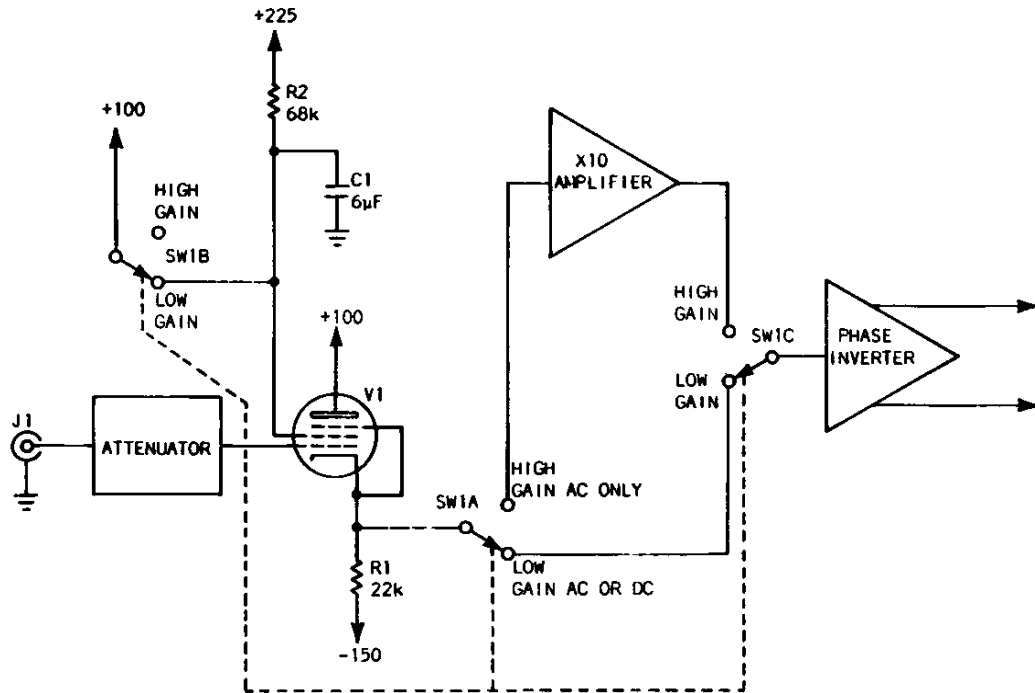 +225
R2
68k
+100
C1
6µF
HIGH
GAIN
SW1B
LOW
GAIN
X10
AMPLIFIER
+100
V1
HIGH
GAIN
SW1C
LOW
GAIN
PHASE
INVERTER
J1
ATTENUATOR
HIGH
GAIN AC ONLY
SW1A
LOW
GAIN AC OR DC
R1
22k
-150